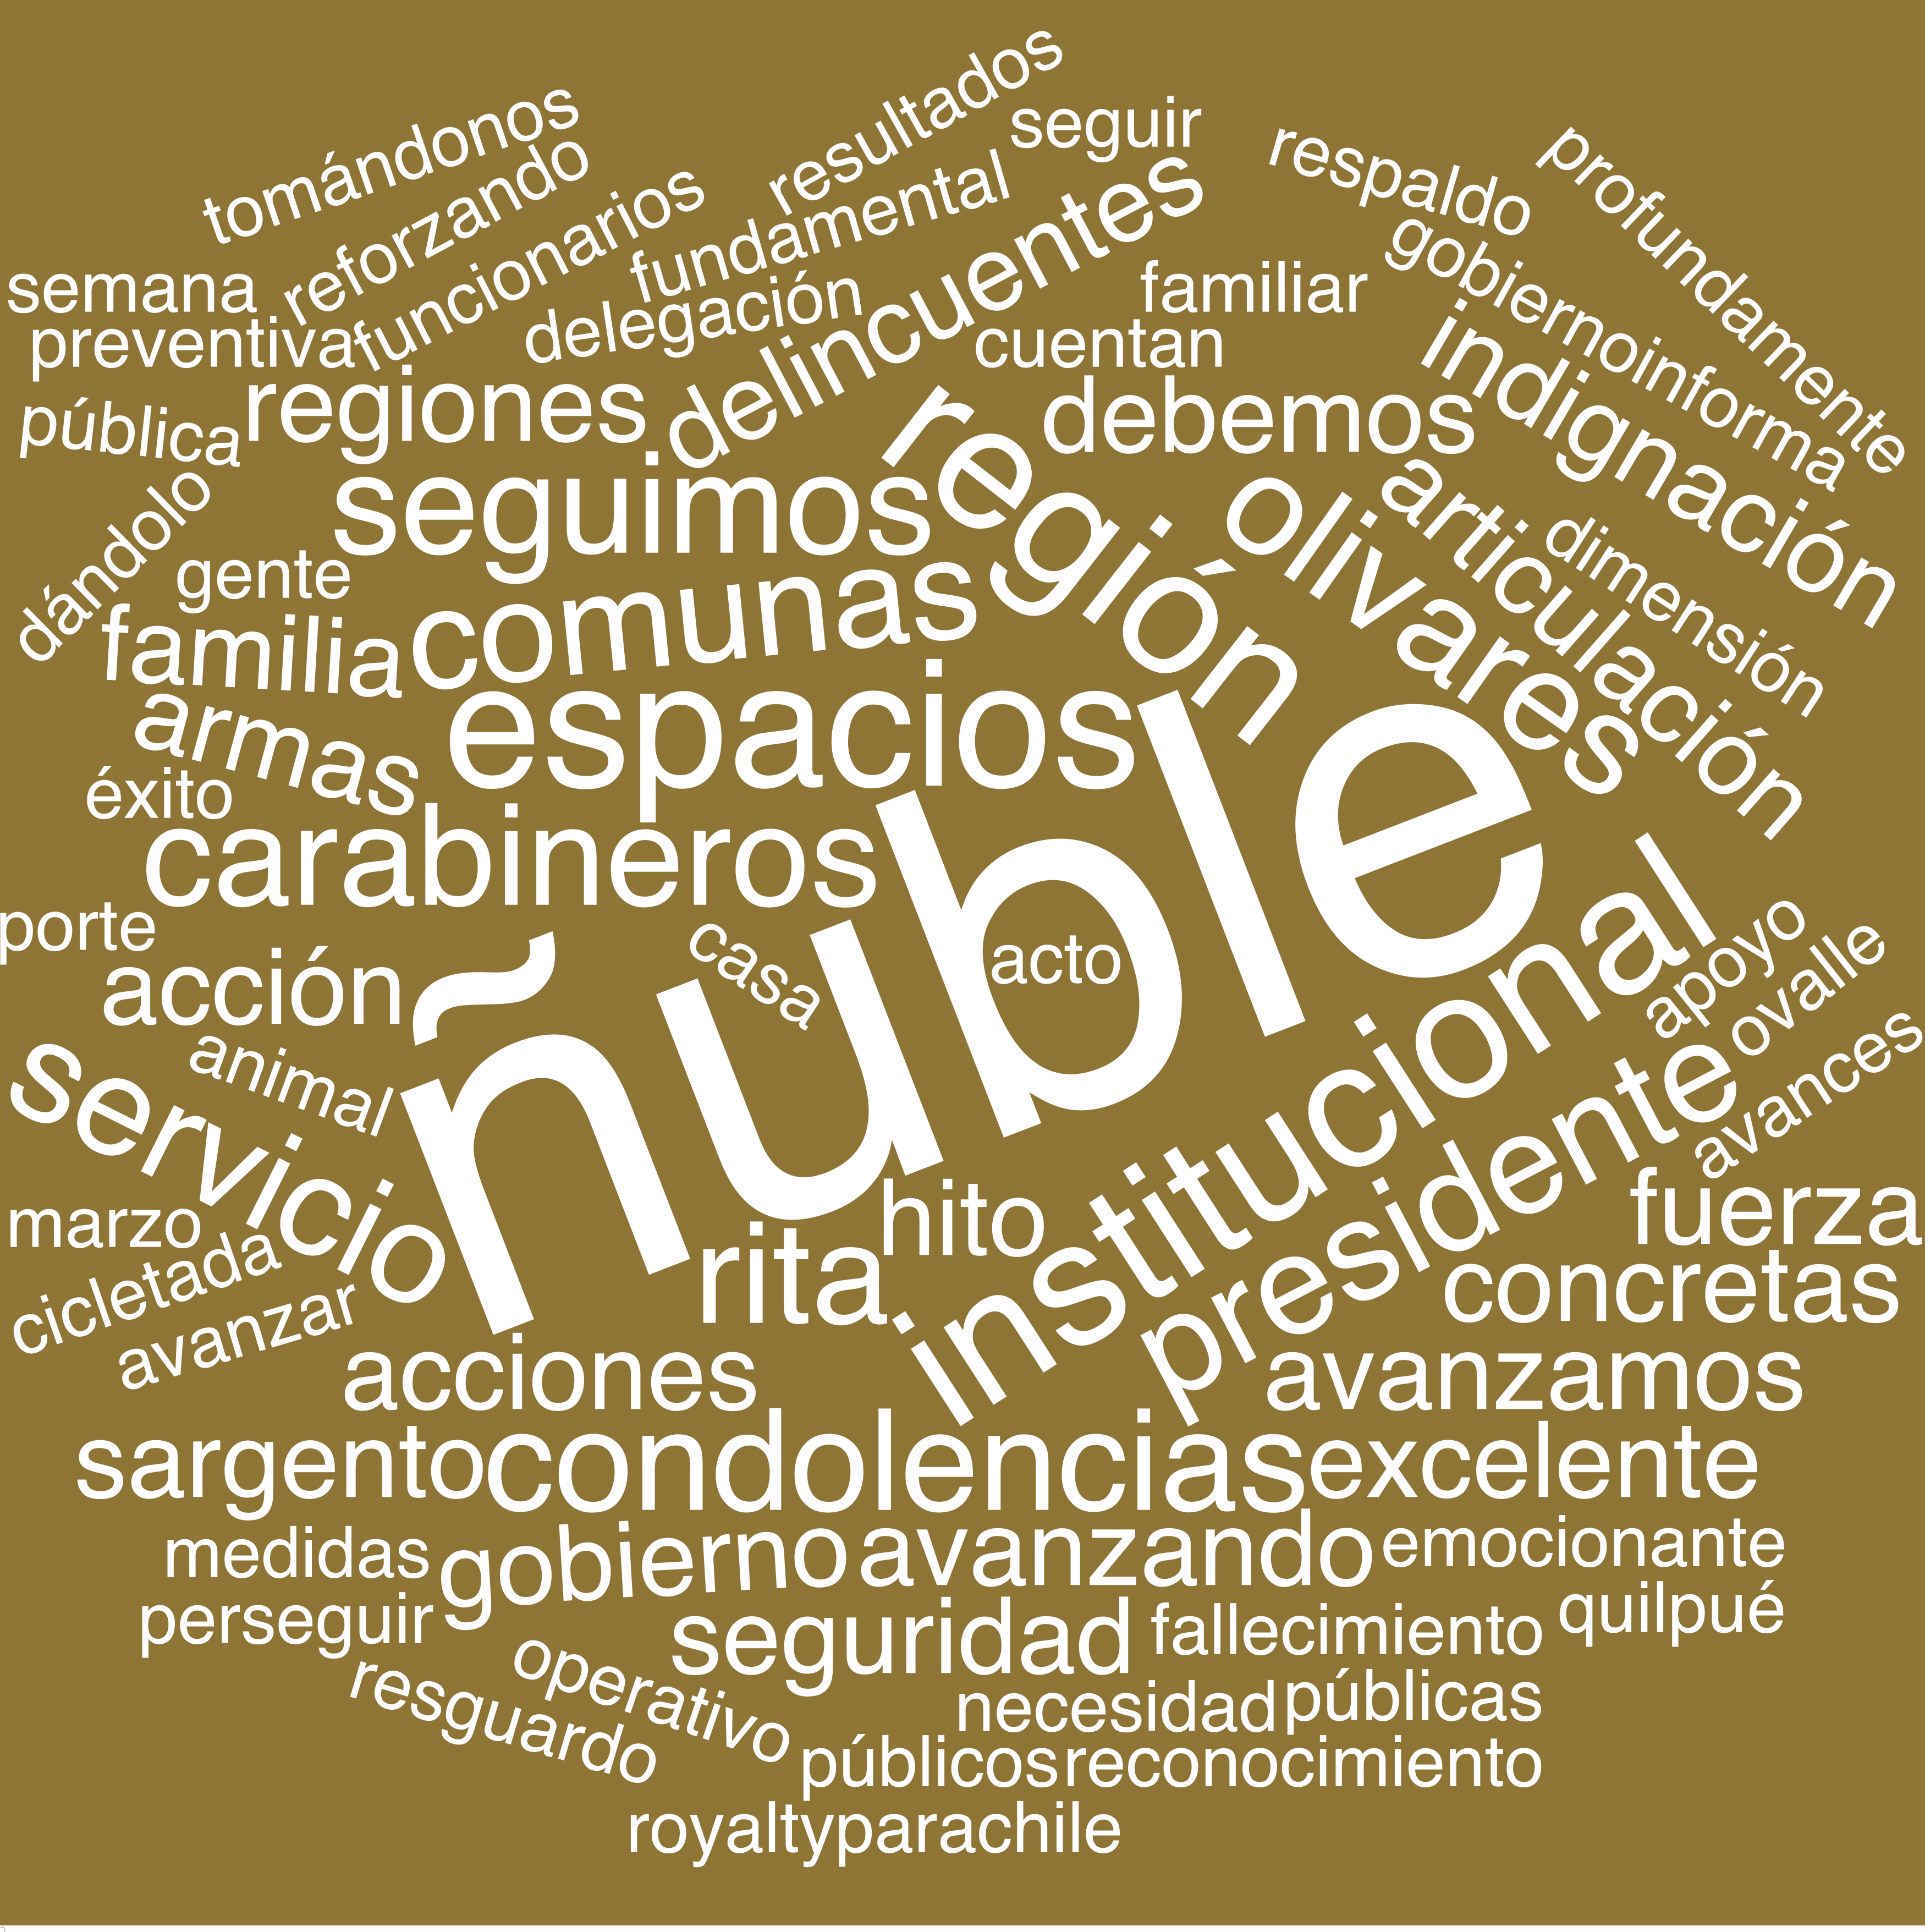 resultados
seguir
tomándonos
reforzando
respaldo
profundamente
funcionarios
fundamental
delincuentes
gobiernoinforma
semana
delegación
familiar
preventiva
cuentan
indignación
pública
regiones
debemos
dándollo
seguimos
región
olivares
articulación
dimensión
gente
familia
comunas
armas
espacios
éxito
carabineros
ñuble
porte
casa
acto
institucional
apoyo
ovalle
acción
animal
servicio
presidente
avances
marzo
hito
fuerza
cicletada
rita
concretas
avanzar
acciones
avanzamos
sargento
condolencias
excelente
medidas
gobierno
avanzando
emocionante
perseguir
seguridad
fallecimiento
quilpué
operativo
resguardo
necesidad
públicas
públicos
reconocimiento
royaltyparachile